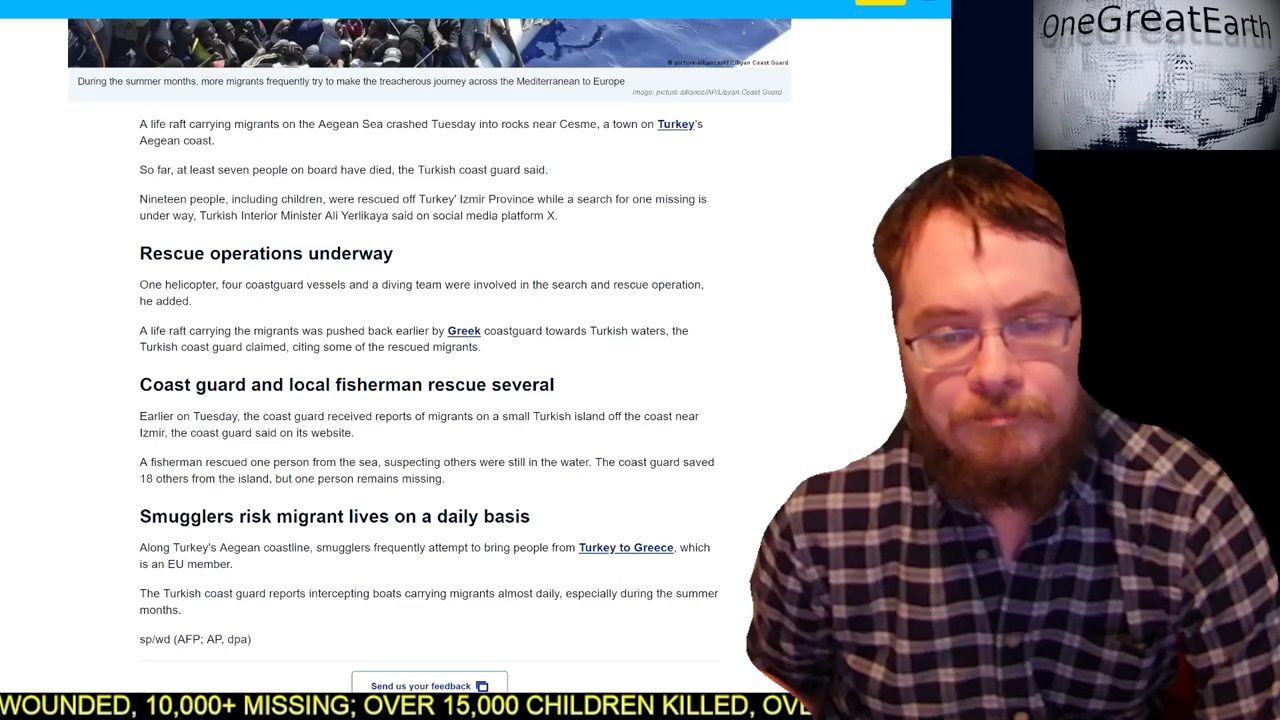 OneGreatEarth
© picture-alliance/AP/Libyan Coast Guard
During the summer months, more migrants frequently try to make the treacherous journey across the Mediterranean to Europe
Image: picture-alliance/AP/Libyan Coast Guard
A life raft carrying migrants on the Aegean Sea crashed Tuesday into rocks near Cesme, a town on Turkey's
Aegean coast.
So far, at least seven people on board have died, the Turkish coast guard said.
Nineteen people, including children, were rescued off Turkey' Izmir Province while a search for one missing is
under way, Turkish Interior Minister Ali Yerlikaya said on social media platform X.
Rescue operations underway
One helicopter, four coastguard vessels and a diving team were involved in the search and rescue operation,
he added.
A life raft carrying the migrants was pushed back earlier by Greek coastguard towards Turkish waters, the
Turkish coast guard claimed, citing some of the rescued migrants.
Coast guard and local fisherman rescue several
Earlier on Tuesday, the coast guard received reports of migrants on a small Turkish island off the coast near
Izmir, the coast guard said on its website.
A fisherman rescued one person from the sea, suspecting others were still in the water. The coast guard saved
18 others from the island, but one person remains missing.
Smugglers risk migrant lives on a daily basis
Along Turkey's Aegean coastline, smugglers frequently attempt to bring people from Turkey to Greece, which
is an EU member.
The Turkish coast guard reports intercepting boats carrying migrants almost daily, especially during the summer
months.
sp/wd (AFP; AP, dpa)
Send us your feedback
WOUNDED, 10,000+ MISSING; OVER 15,000 CHILDREN KILLED, OVE